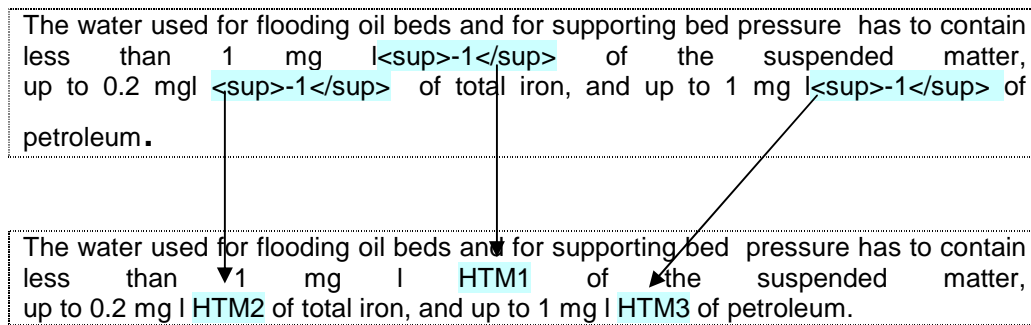 The water used for flooding oil beds and for supporting bed pressure has to contain
less than 1 mg l<sup>-1</sup> of the suspended matter,
up to 0.2 mgl <sup>-1</sup> of total iron, and up to 1 mg l<sup>-1</sup> of
petroleum.
The water used for flooding oil beds and for supporting bed pressure has to contain
less than 1 mg l HTM1 of the suspended matter,
up to 0.2 mg l HTM2 of total iron, and up to 1 mg l HTM3 of petroleum.